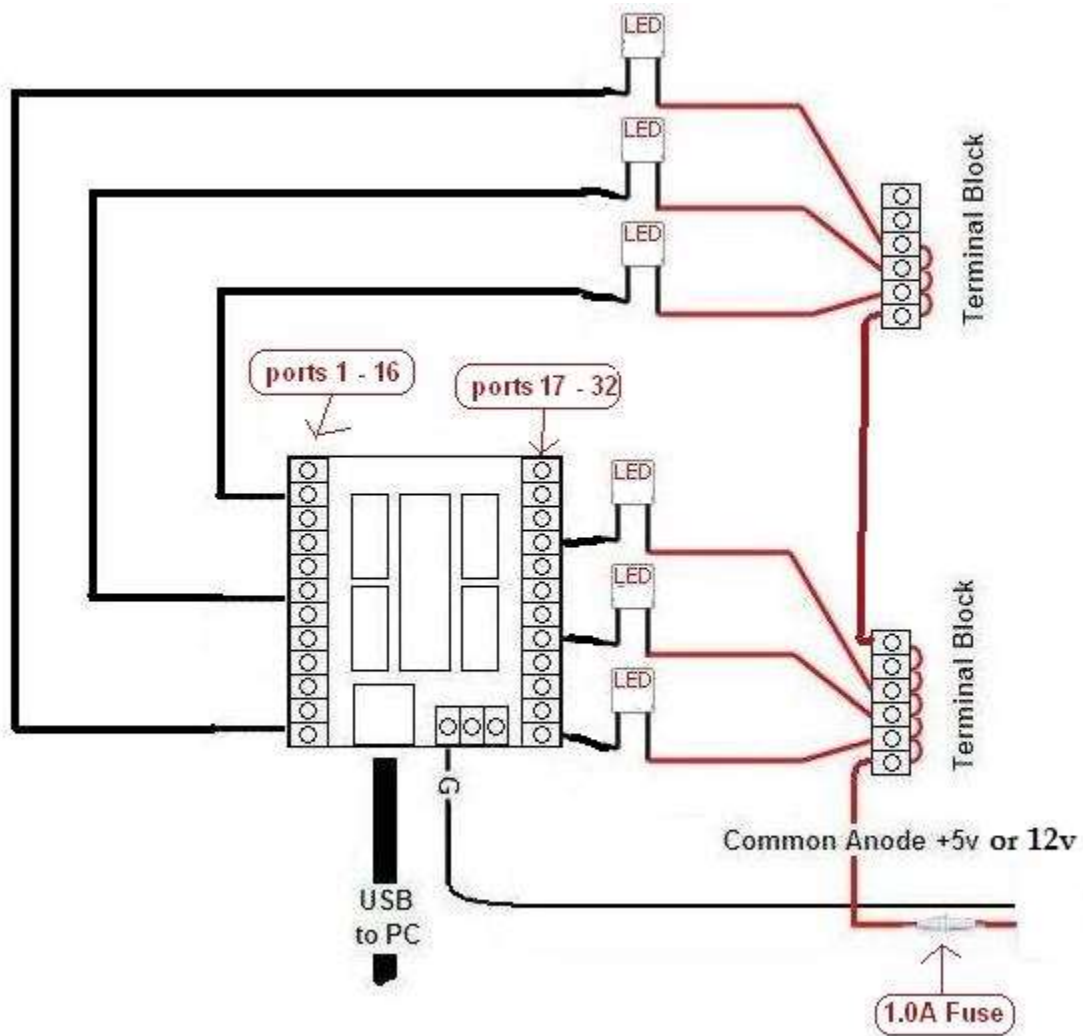 LED
LED
LED
Terminal Block
ports 1 - 16
ports 17 - 32
LED
LED
LED
Terminal Block
G
Common Anode +5v or 12v
USB
to PC
1.0A Fuse